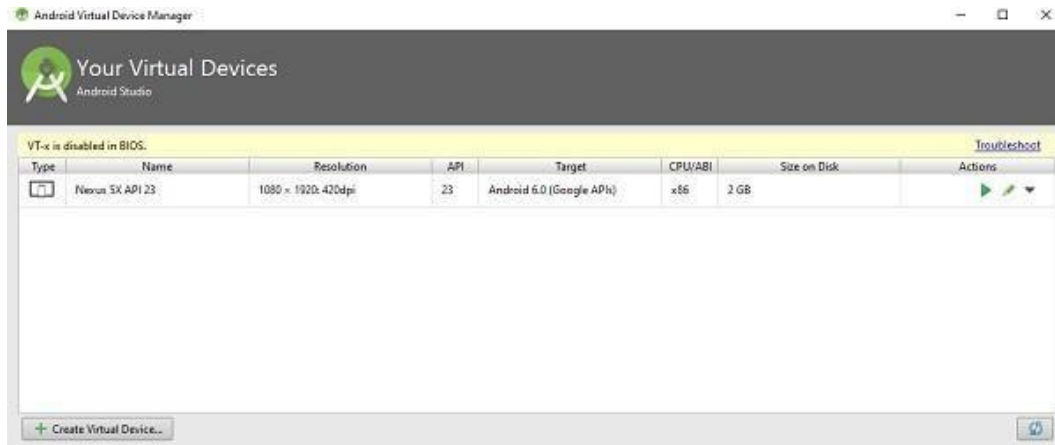 Android Virtual Device Manager
Your Virtual Devices
Android Studio
VT-x is disabled in BIOS. Troubleshoot
Type Name Resolution API Target CPU/ABI Size on Disk Actions
Nexus 5X API 23 1080 × 1920: 420dpi 23 Android 6.0 (Google APIs) x86 2 GB
Create Virtual Device...